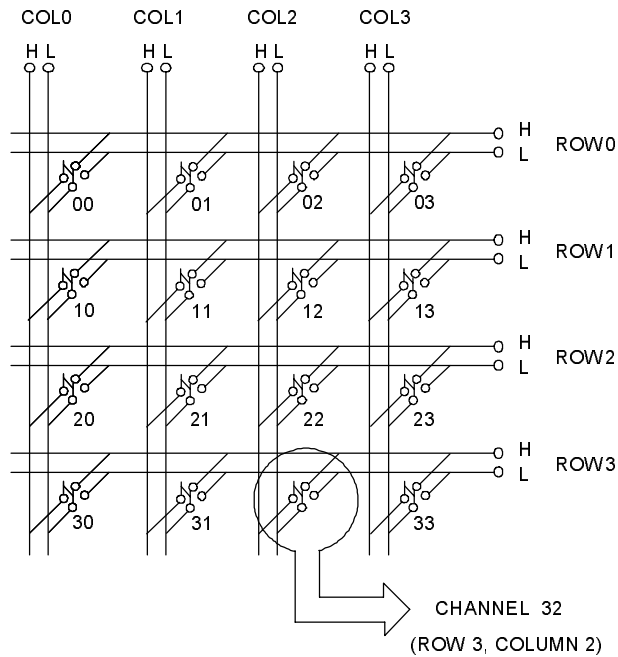 COL0 COL1 COL2 COL3
H L H L H L H L
H
ROW0
L
00 01 02 03
H
ROW1
L
10 11 12 13
H
ROW2
L
20 21 22 23
H
ROW3
L
30 31 33
CHANNEL 32
(ROW 3, COLUMN 2)